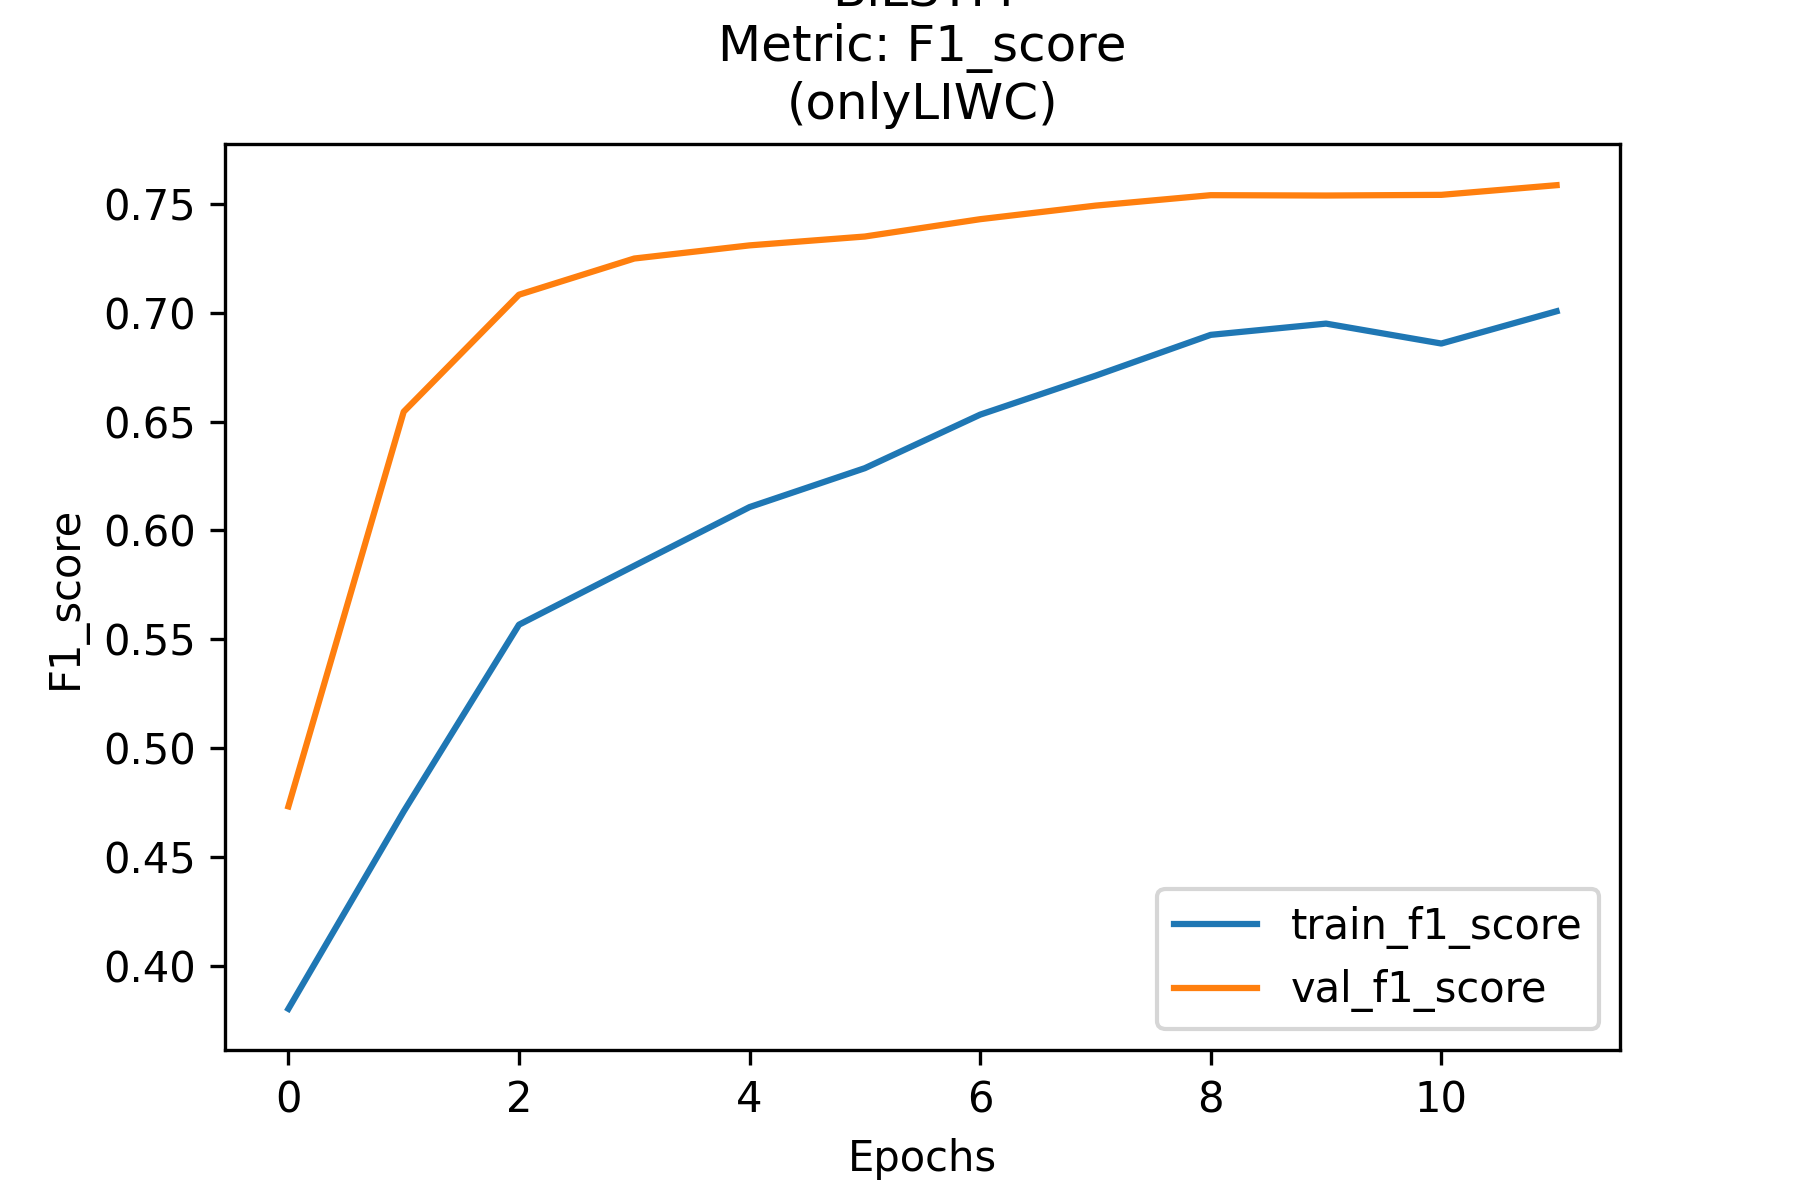 BiLSTM
Metric: F1_score
(onlyLIWC)
F1_score
0.75
0.70
0.65
0.60
0.55
0.50
0.45
0.40
train_f1_score
val_f1_score
0 2 4 6 8 10
Epochs